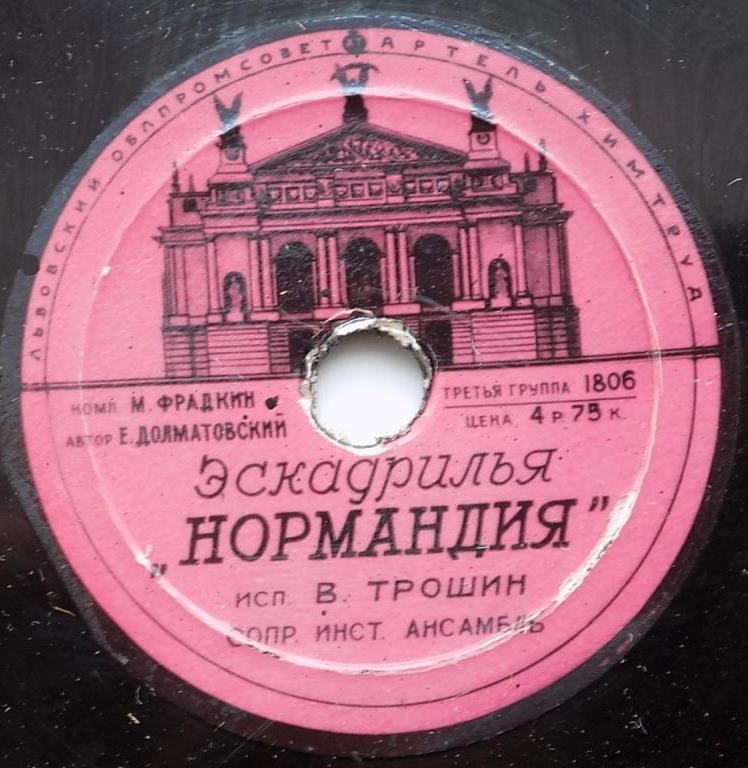 ЛЬВОВСКИЙ ОБЛПРОМСОВЕТ АРТЕЛЬ ХИМТРУД
КОМП. М. ФРАДКИН
АВТОР Е. ДОЛМАТОВСКИЙ
ТРЕТЬЯ ГРУППА 1806
ЦЕНА 4 Р. 75 К.
Эскадрилья
„НОРМАНДИЯ"
ИСП. В. ТРОШИН
СОПР. ИНСТ. АНСАМБЛЬ